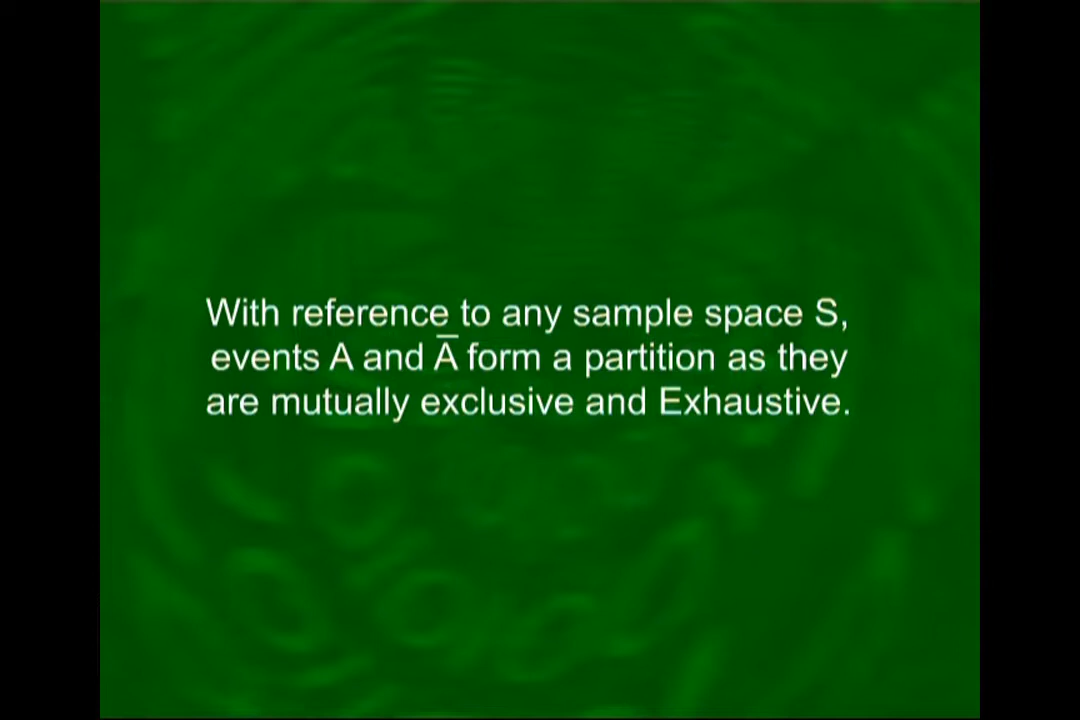 With reference to any sample space S,
events A and A̅ form a partition as they
are mutually exclusive and Exhaustive.